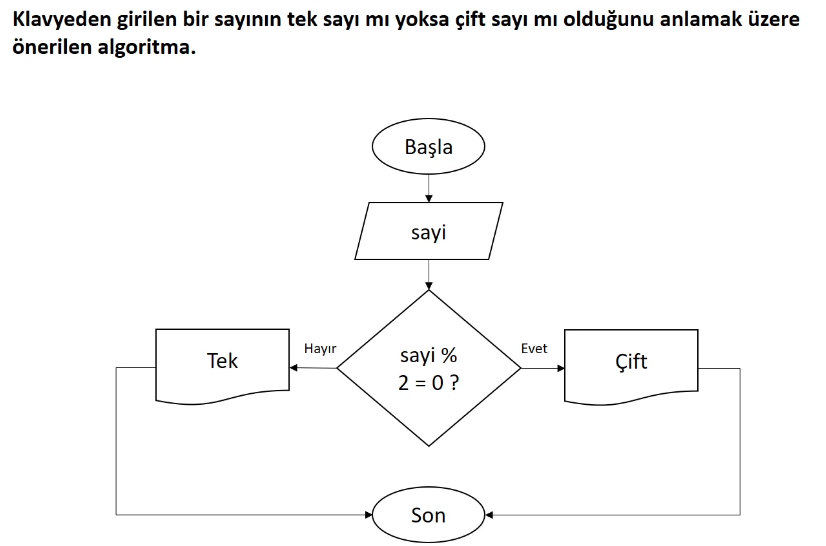 Klavyeden girilen bir sayının tek sayı mı yoksa çift sayı mı olduğunu anlamak üzere
önerilen algoritma.
Başla
sayi
Tek
Hayır
sayi %
2 = 0 ?
Evet
Çift
Son